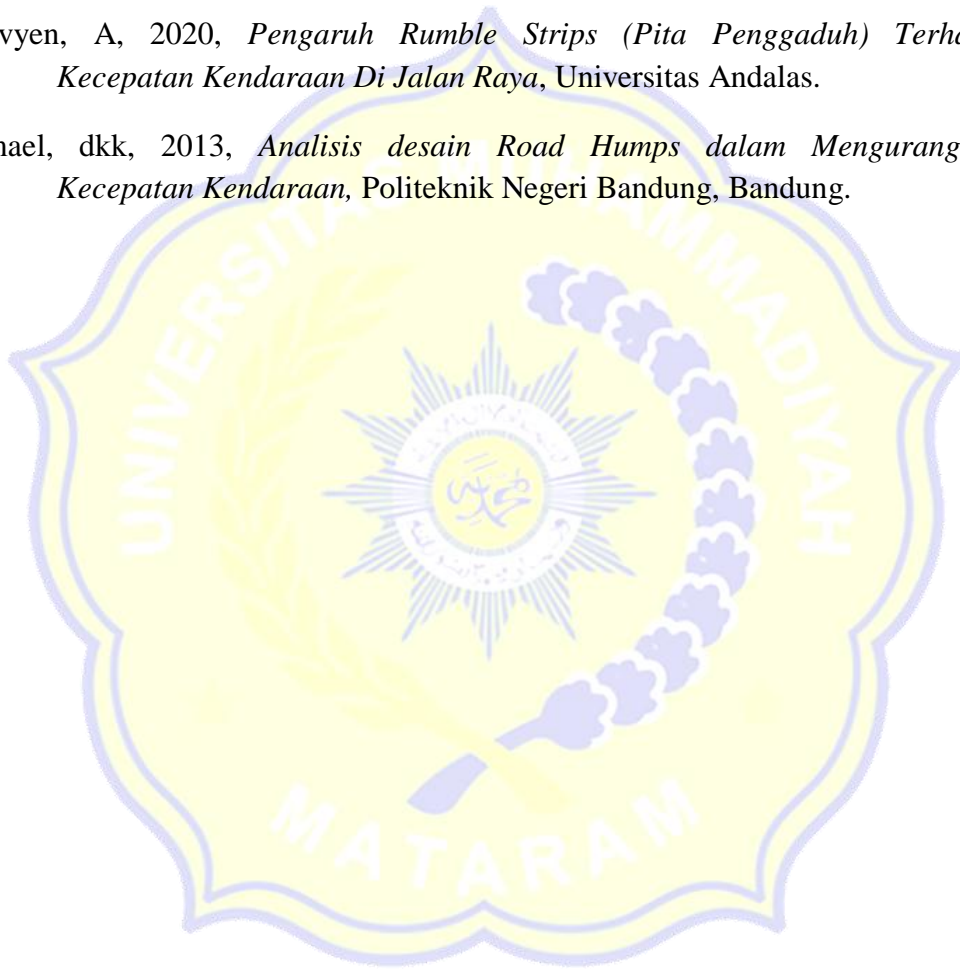 vyen, A, 2020, Pengaruh Rumble Strips (Pita Penggaduh) Terha
Kecepatan Kendaraan Di Jalan Raya, Universitas Andalas.
nael, dkk, 2013, Analisis desain Road Humps dalam Mengurang
Kecepatan Kendaraan, Politeknik Negeri Bandung, Bandung.
UNIVERSITAS MUHAMMADIYAH
MATARAM